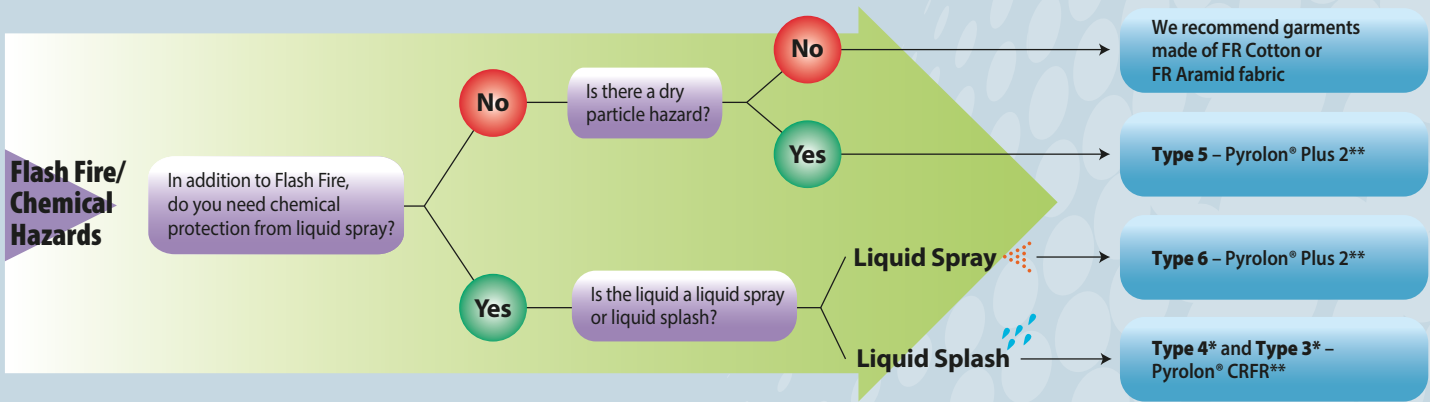 Flash Fire/
Chemical
Hazards
In addition to Flash Fire,
do you need chemical
protection from liquid spray?
No
Is there a dry
particle hazard?
No
We recommend garments
made of FR Cotton or
FR Aramid fabric
Yes
Type 5 – Pyrolon® Plus 2**
Yes
Is the liquid a liquid spray
or liquid splash?
Liquid Spray
Type 6 – Pyrolon® Plus 2**
Liquid Splash
Type 4* and Type 3* –
Pyrolon® CRFR**